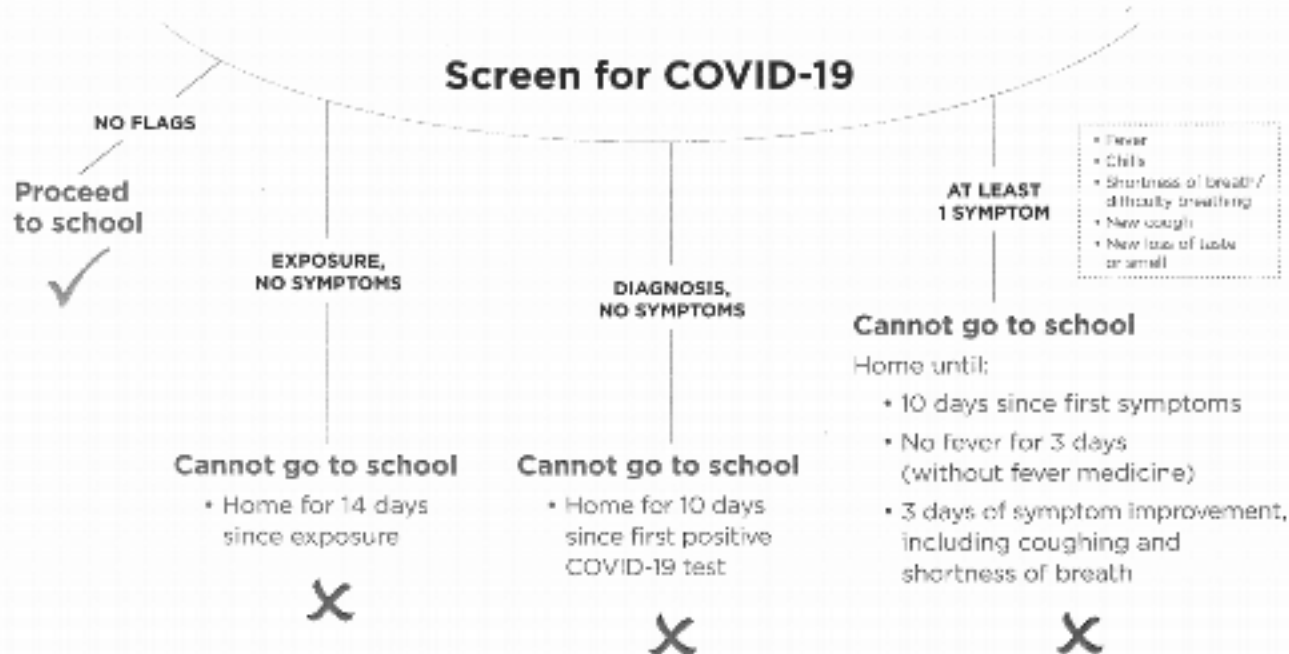 Screen for COVID-19
NO FLAGS
Proceed
to school
EXPOSURE,
NO SYMPTOMS
Cannot go to school
• Home for 14 days
since exposure
DIAGNOSIS,
NO SYMPTOMS
Cannot go to school
• Home for 10 days
since first positive
COVID-19 test
AT LEAST
1 SYMPTOM
• Fever
• Chills
• Shortness of breath/
difficulty breathing
• New cough
• New loss of taste
or smell
Cannot go to school
Home until:
• 10 days since first symptoms
• No fever for 3 days
(without fever medicine)
• 3 days of symptom improvement,
including coughing and
shortness of breath